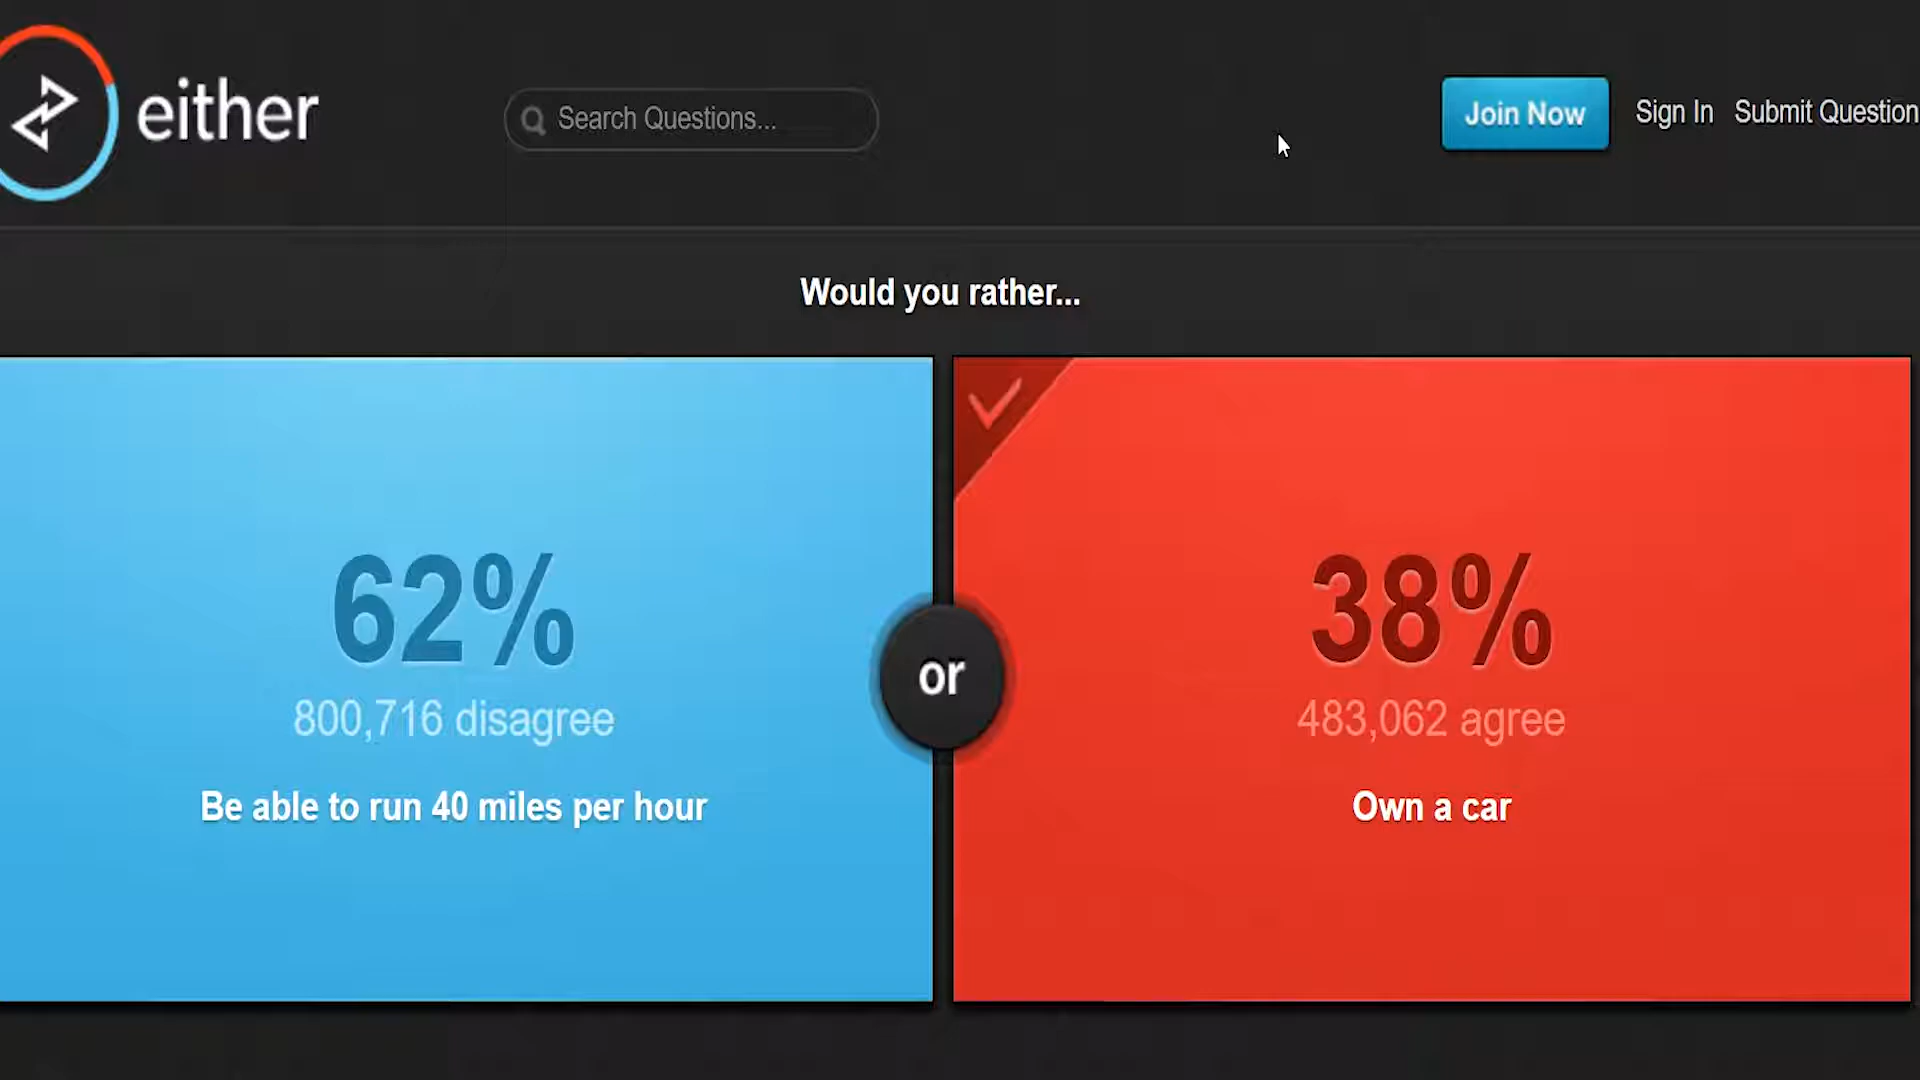 either
Search Questions...
Join Now
Sign In
Submit Question
Would you rather...
62%
800,716 disagree
Be able to run 40 miles per hour
or
38%
483,062 agree
Own a car